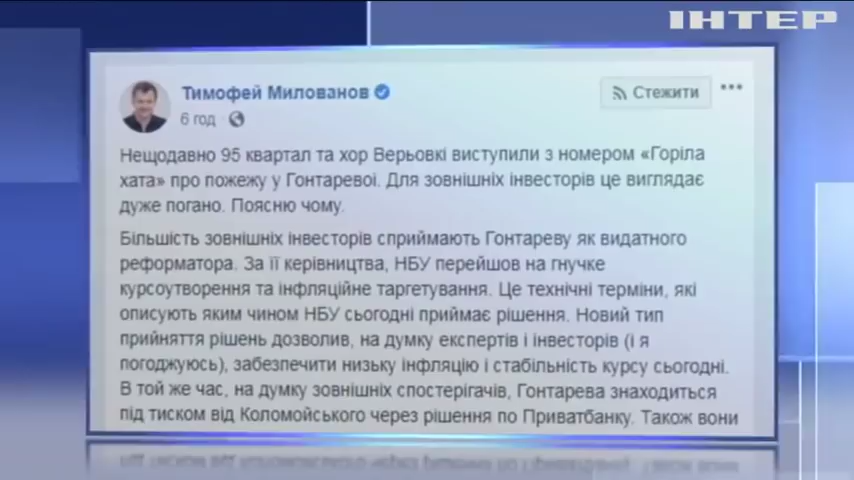 ІНТЕР
Тимофей Милованов
Стежити
6 год
Нещодавно 95 квартал та хор Верьовкі виступили з номером «Горіла
хата» про пожежу у Гонтаревої. Для зовнішніх інвесторів це виглядає
дуже погано. Поясню чому.
Більшість зовнішніх інвесторів сприймають Гонтареву як видатного
реформатора. За її керівництва, НБУ перейшов на гнучке
курсоутворення та інфляційне таргетування. Це технічні терміни, які
описують яким чином НБУ сьогодні приймає рішення. Новий тип
прийняття рішень дозволив, на думку експертів і інвесторів (і я
погоджуюсь), забезпечити низьку інфляцію і стабільність курсу сьогодні.
В той же час, на думку зовнішніх спостерігачів, Гонтарева знаходиться
під тиском від Коломойського через рішення по Приватбанку. Також вони